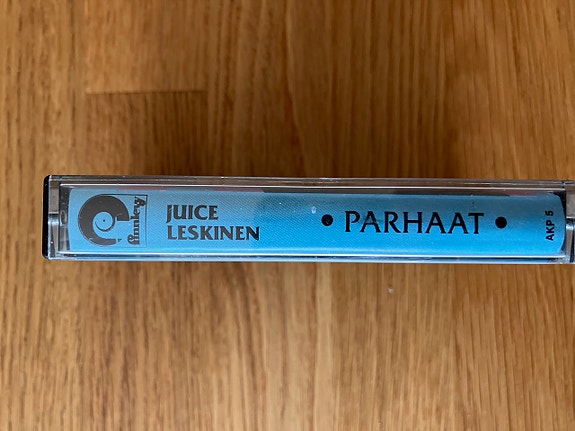 finnlevy
JUICE
LESKINEN
• PARHAAT •
AKP 5